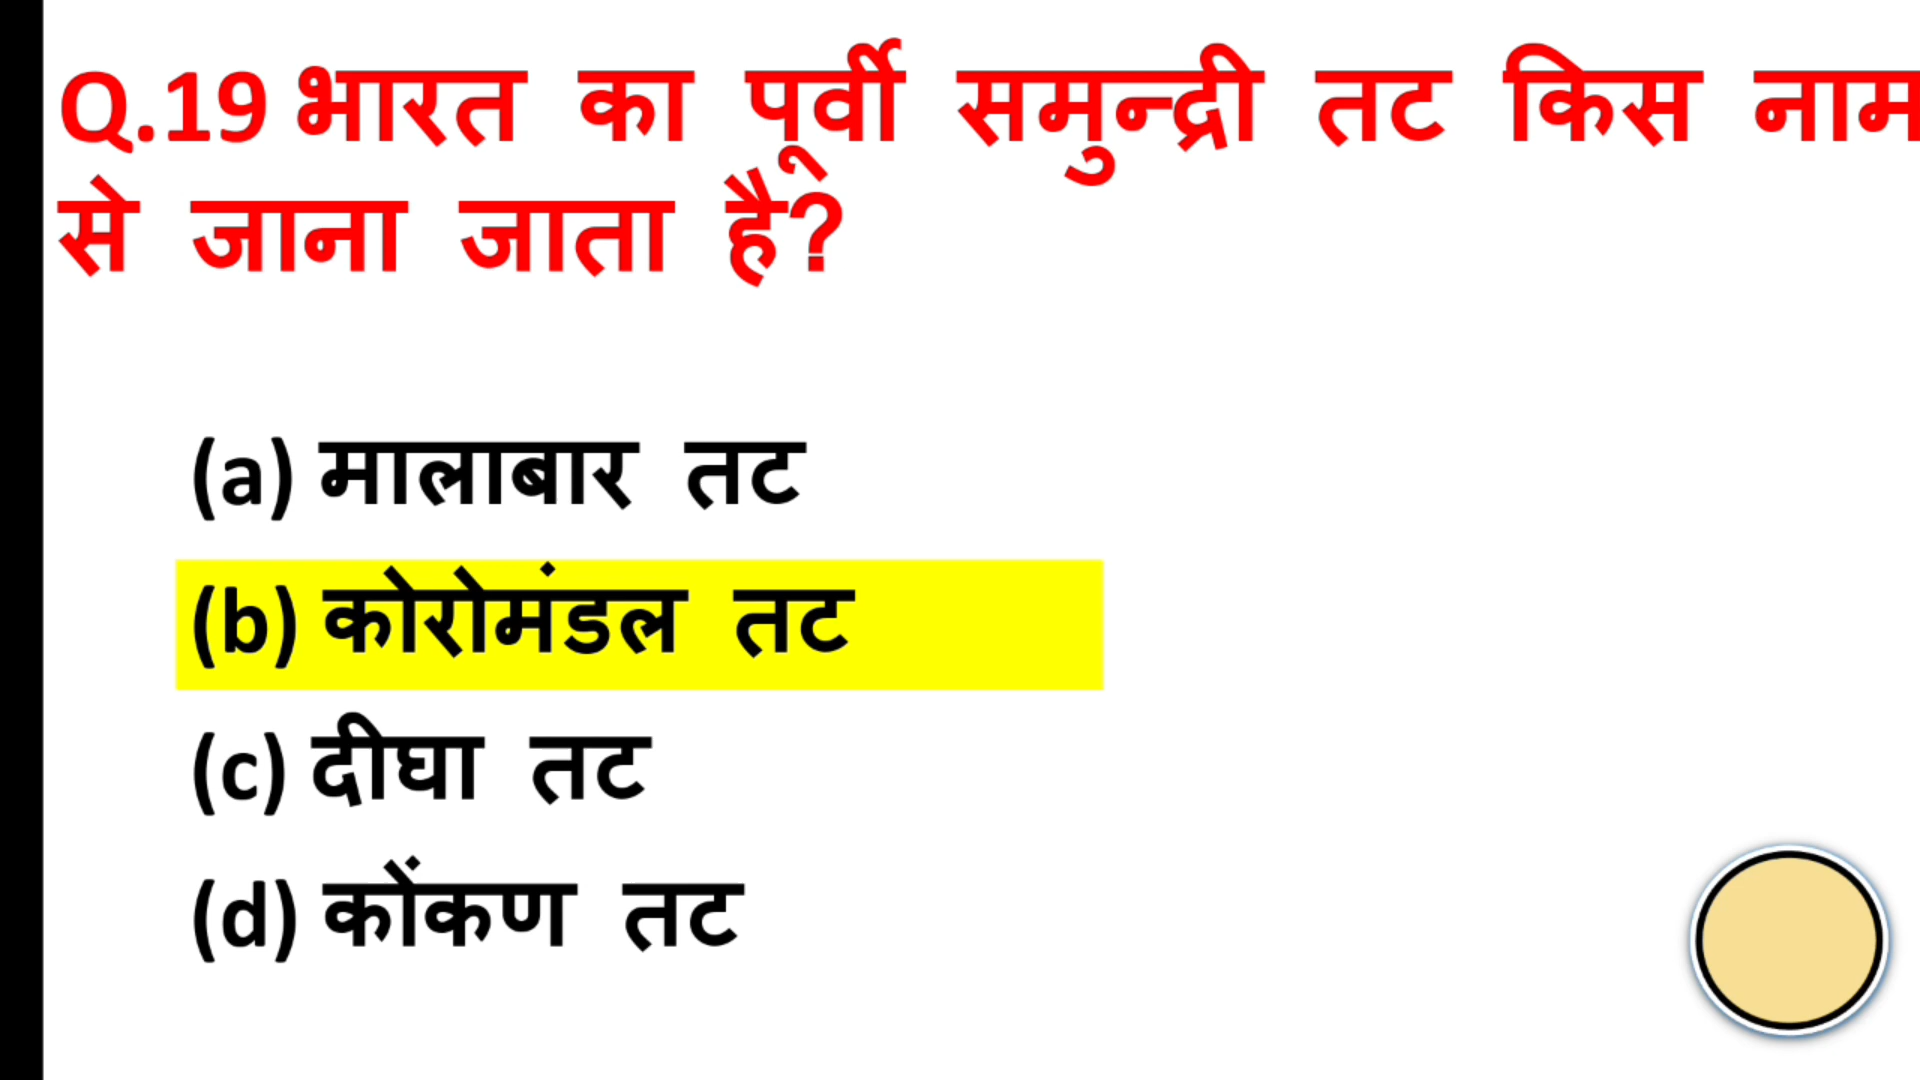 Q.19 भारत का पूर्वी समुन्द्री तट किस नाम
से जाना जाता है?
(a) मालाबार तट
(b) कोरोमंडल तट
(c) दीघा तट
(d) कोंकण तट